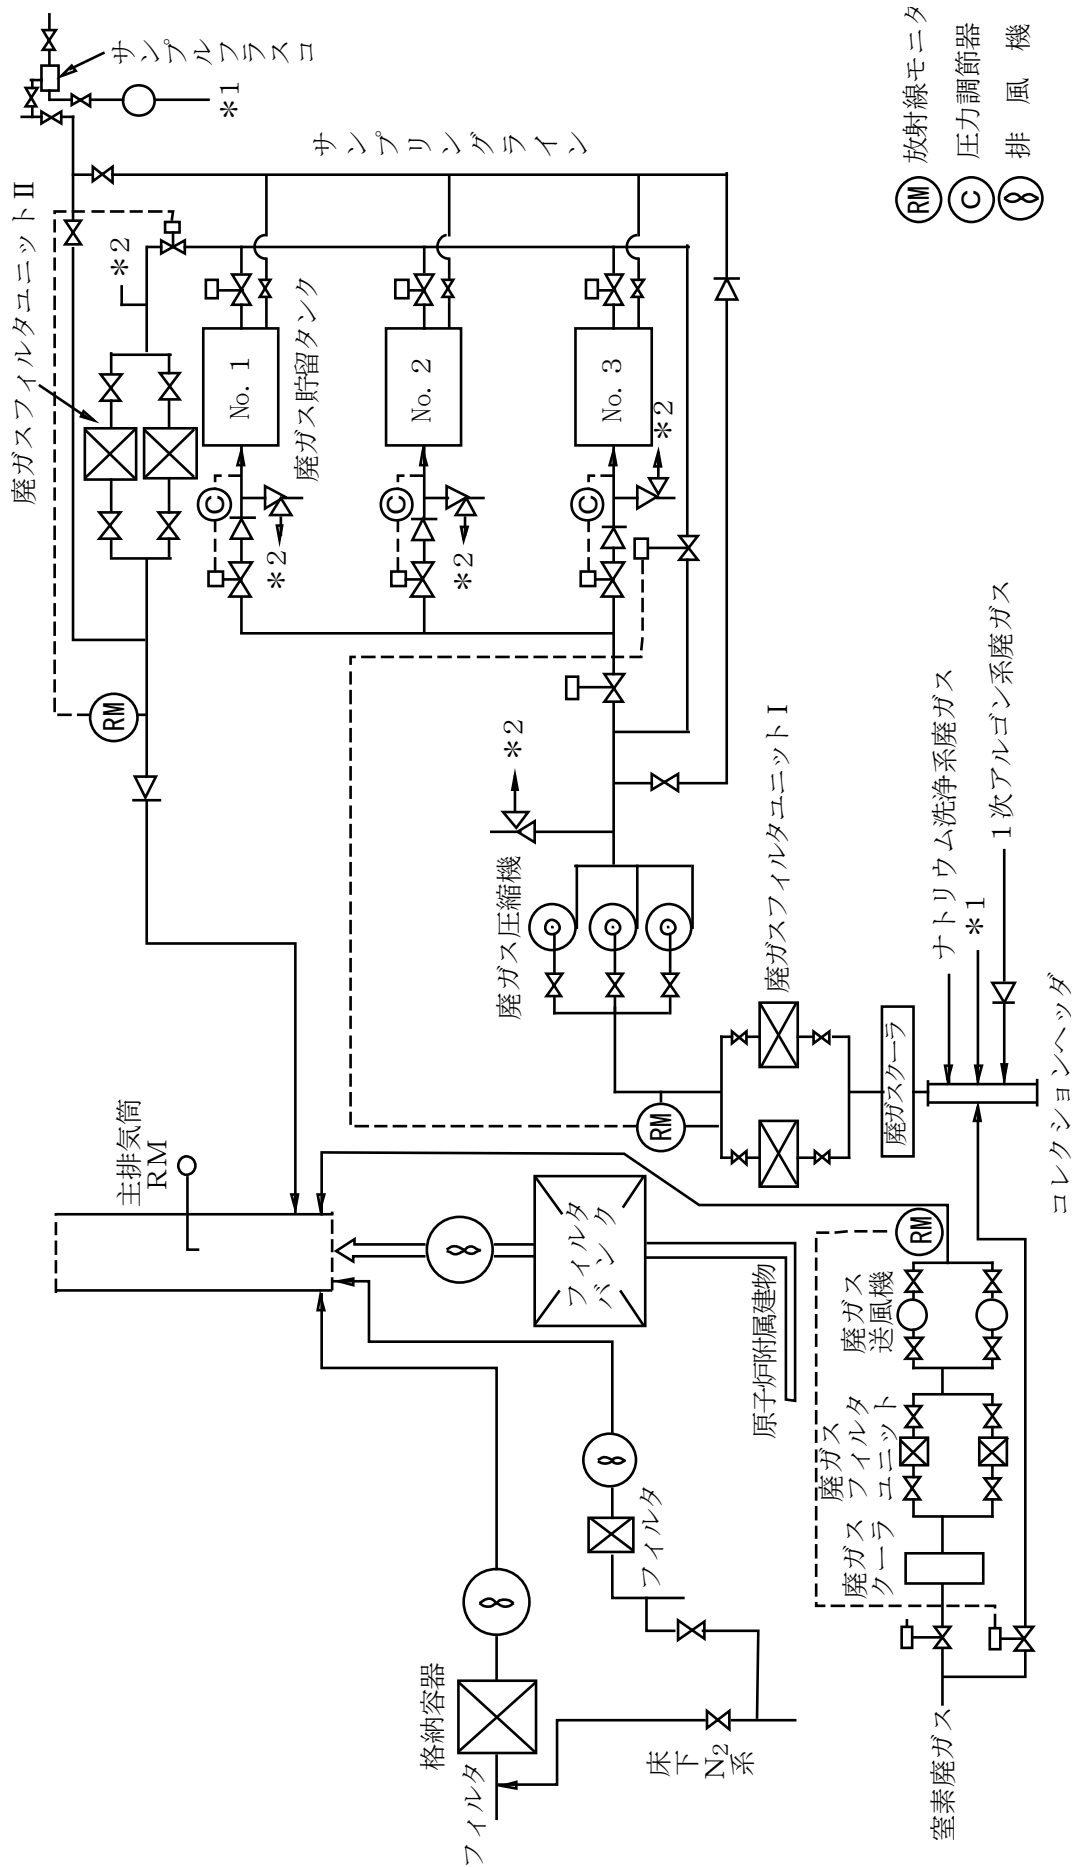 サンプルフラスコ
*1
サンプリングライン
廃ガスフィルタユニットⅡ
*2
No. 1
No. 2
No. 3
廃ガス貯留タンク
C
C
C
*2
*2
*2
RM
*2
廃ガス圧縮機
廃ガスフィルタユニットⅠ
RM
廃ガスクーラ
ナトリウム洗浄系廃ガス
*1
1次アルゴン系廃ガス
コレクションヘッダ
主排気筒
RM
フィルタ
バンク
原子炉附属建物
RM
廃ガス
送風機
廃ガス
フィルタ
ユニット
廃ガス
クーラ
窒素廃ガス
フィルタ
格納容器
フィルタ
床下
N2
系
RM 放射線モニタ
C 圧力調節器
排風機